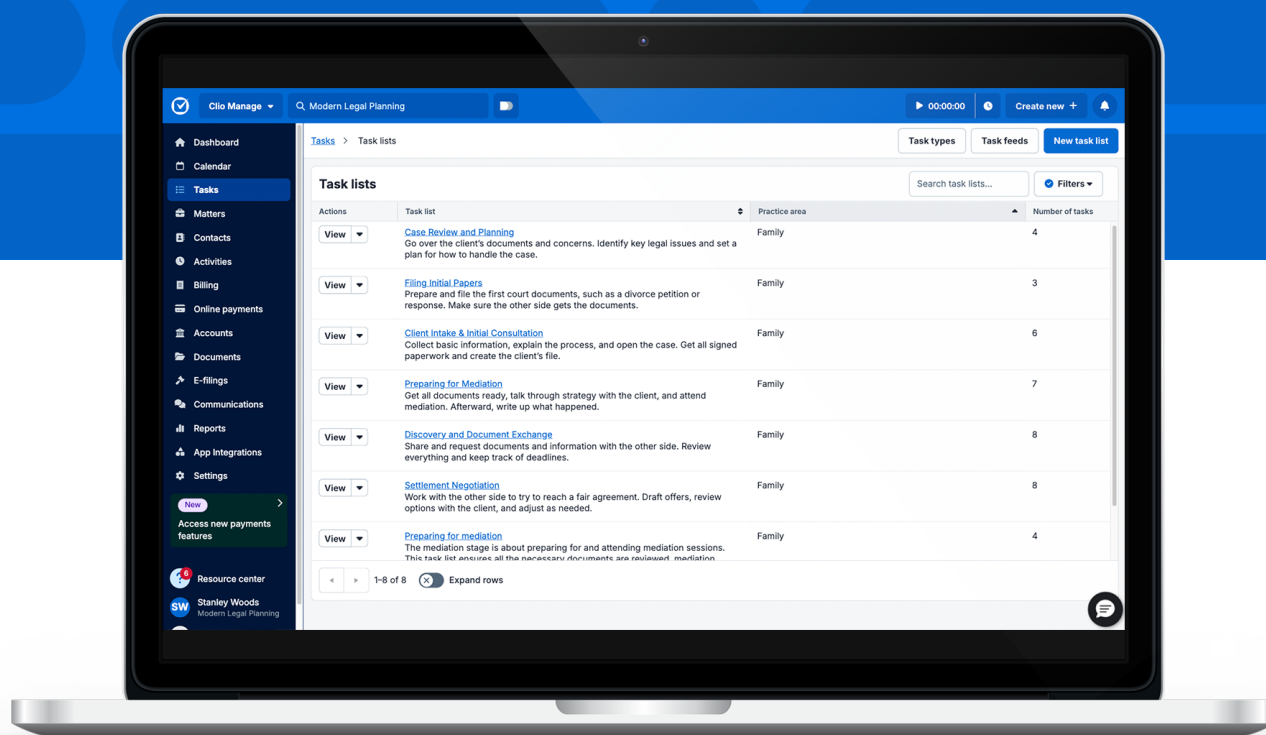 Clio Manage
Modern Legal Planning
00:00:00
Create new +
Dashboard
Calendar
Tasks
Matters
Contacts
Activities
Billing
Online payments
Accounts
Documents
E-filings
Communications
Reports
App Integrations
Settings
New
Access new payments
features
6
Resource center
SW
Stanley Woods
Modern Legal Planning
Tasks > Task lists
Task types
Task feeds
New task list
Task lists
Search task lists...
Filters
Actions
Task list
Practice area
Number of tasks
View
Case Review and Planning
Go over the client's documents and concerns. Identify key legal issues and set a
plan for how to handle the case.
Family
4
View
Filing Initial Papers
Prepare and file the first court documents, such as a divorce petition or
response. Make sure the other side gets the documents.
Family
3
View
Client Intake & Initial Consultation
Collect basic information, explain the process, and open the case. Get all signed
paperwork and create the client's file.
Family
6
View
Preparing for Mediation
Get all documents ready, talk through strategy with the client, and attend
mediation. Afterward, write up what happened.
Family
7
View
Discovery and Document Exchange
Share and request documents and information with the other side. Review
everything and keep track of deadlines.
Family
8
View
Settlement Negotiation
Work with the other side to try to reach a fair agreement. Draft offers, review
options with the client, and adjust as needed.
Family
8
View
Preparing for mediation
The mediation stage is about preparing for and attending mediation sessions.
This task list ensures all the necessary documents are reviewed, mediation
Family
4
1–8 of 8
Expand rows